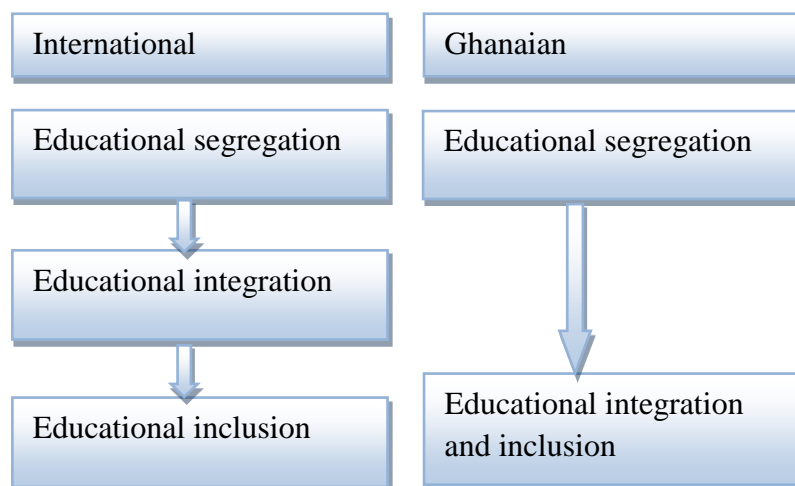 International
Ghanaian
Educational segregation
Educational segregation
Educational integration
Educational inclusion
Educational integration
and inclusion